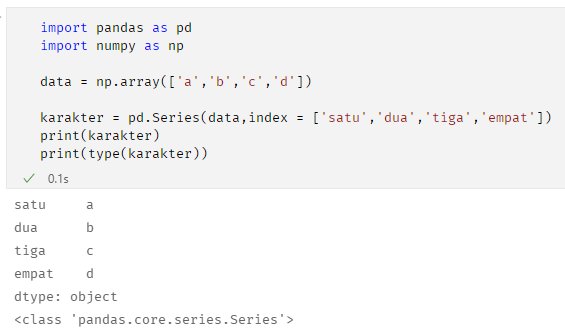 import pandas as pd
import numpy as np
data = np.array(['a','b','c','d'])
karakter = pd.Series(data,index = ['satu','dua','tiga','empat'])
print(karakter)
print(type(karakter))
0.1s
satu     a
dua      b
tiga     c
empat    d
dtype: object
<class 'pandas.core.series.Series'>